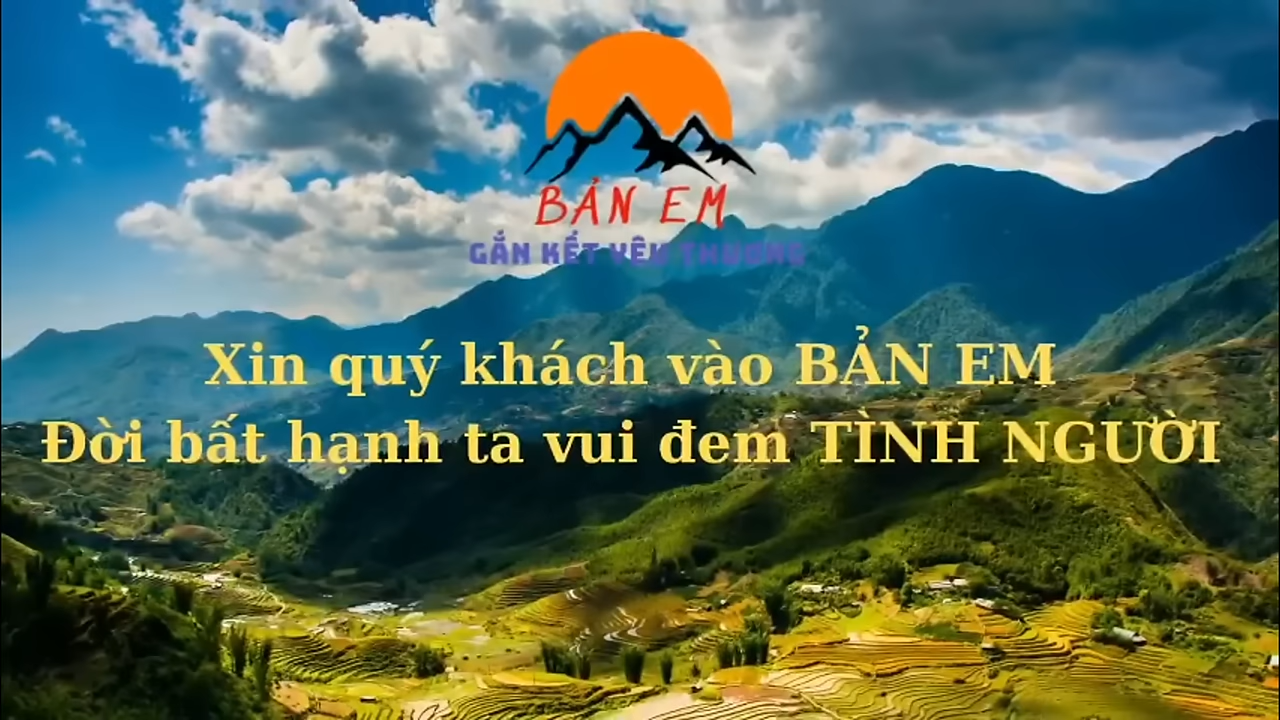 BẢN EM
GẮN KẾT YÊU THƯƠNG
Xin quý khách vào BẢN EM
Đời bất hạnh ta vui đem TÌNH NGƯỜI